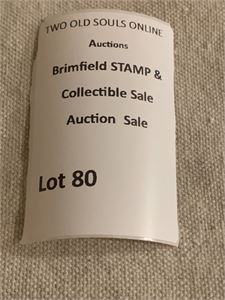 TWO OLD SOULS ONLINE
Auctions
Brimfield STAMP &
Collectible Sale
Auction Sale
Lot 80